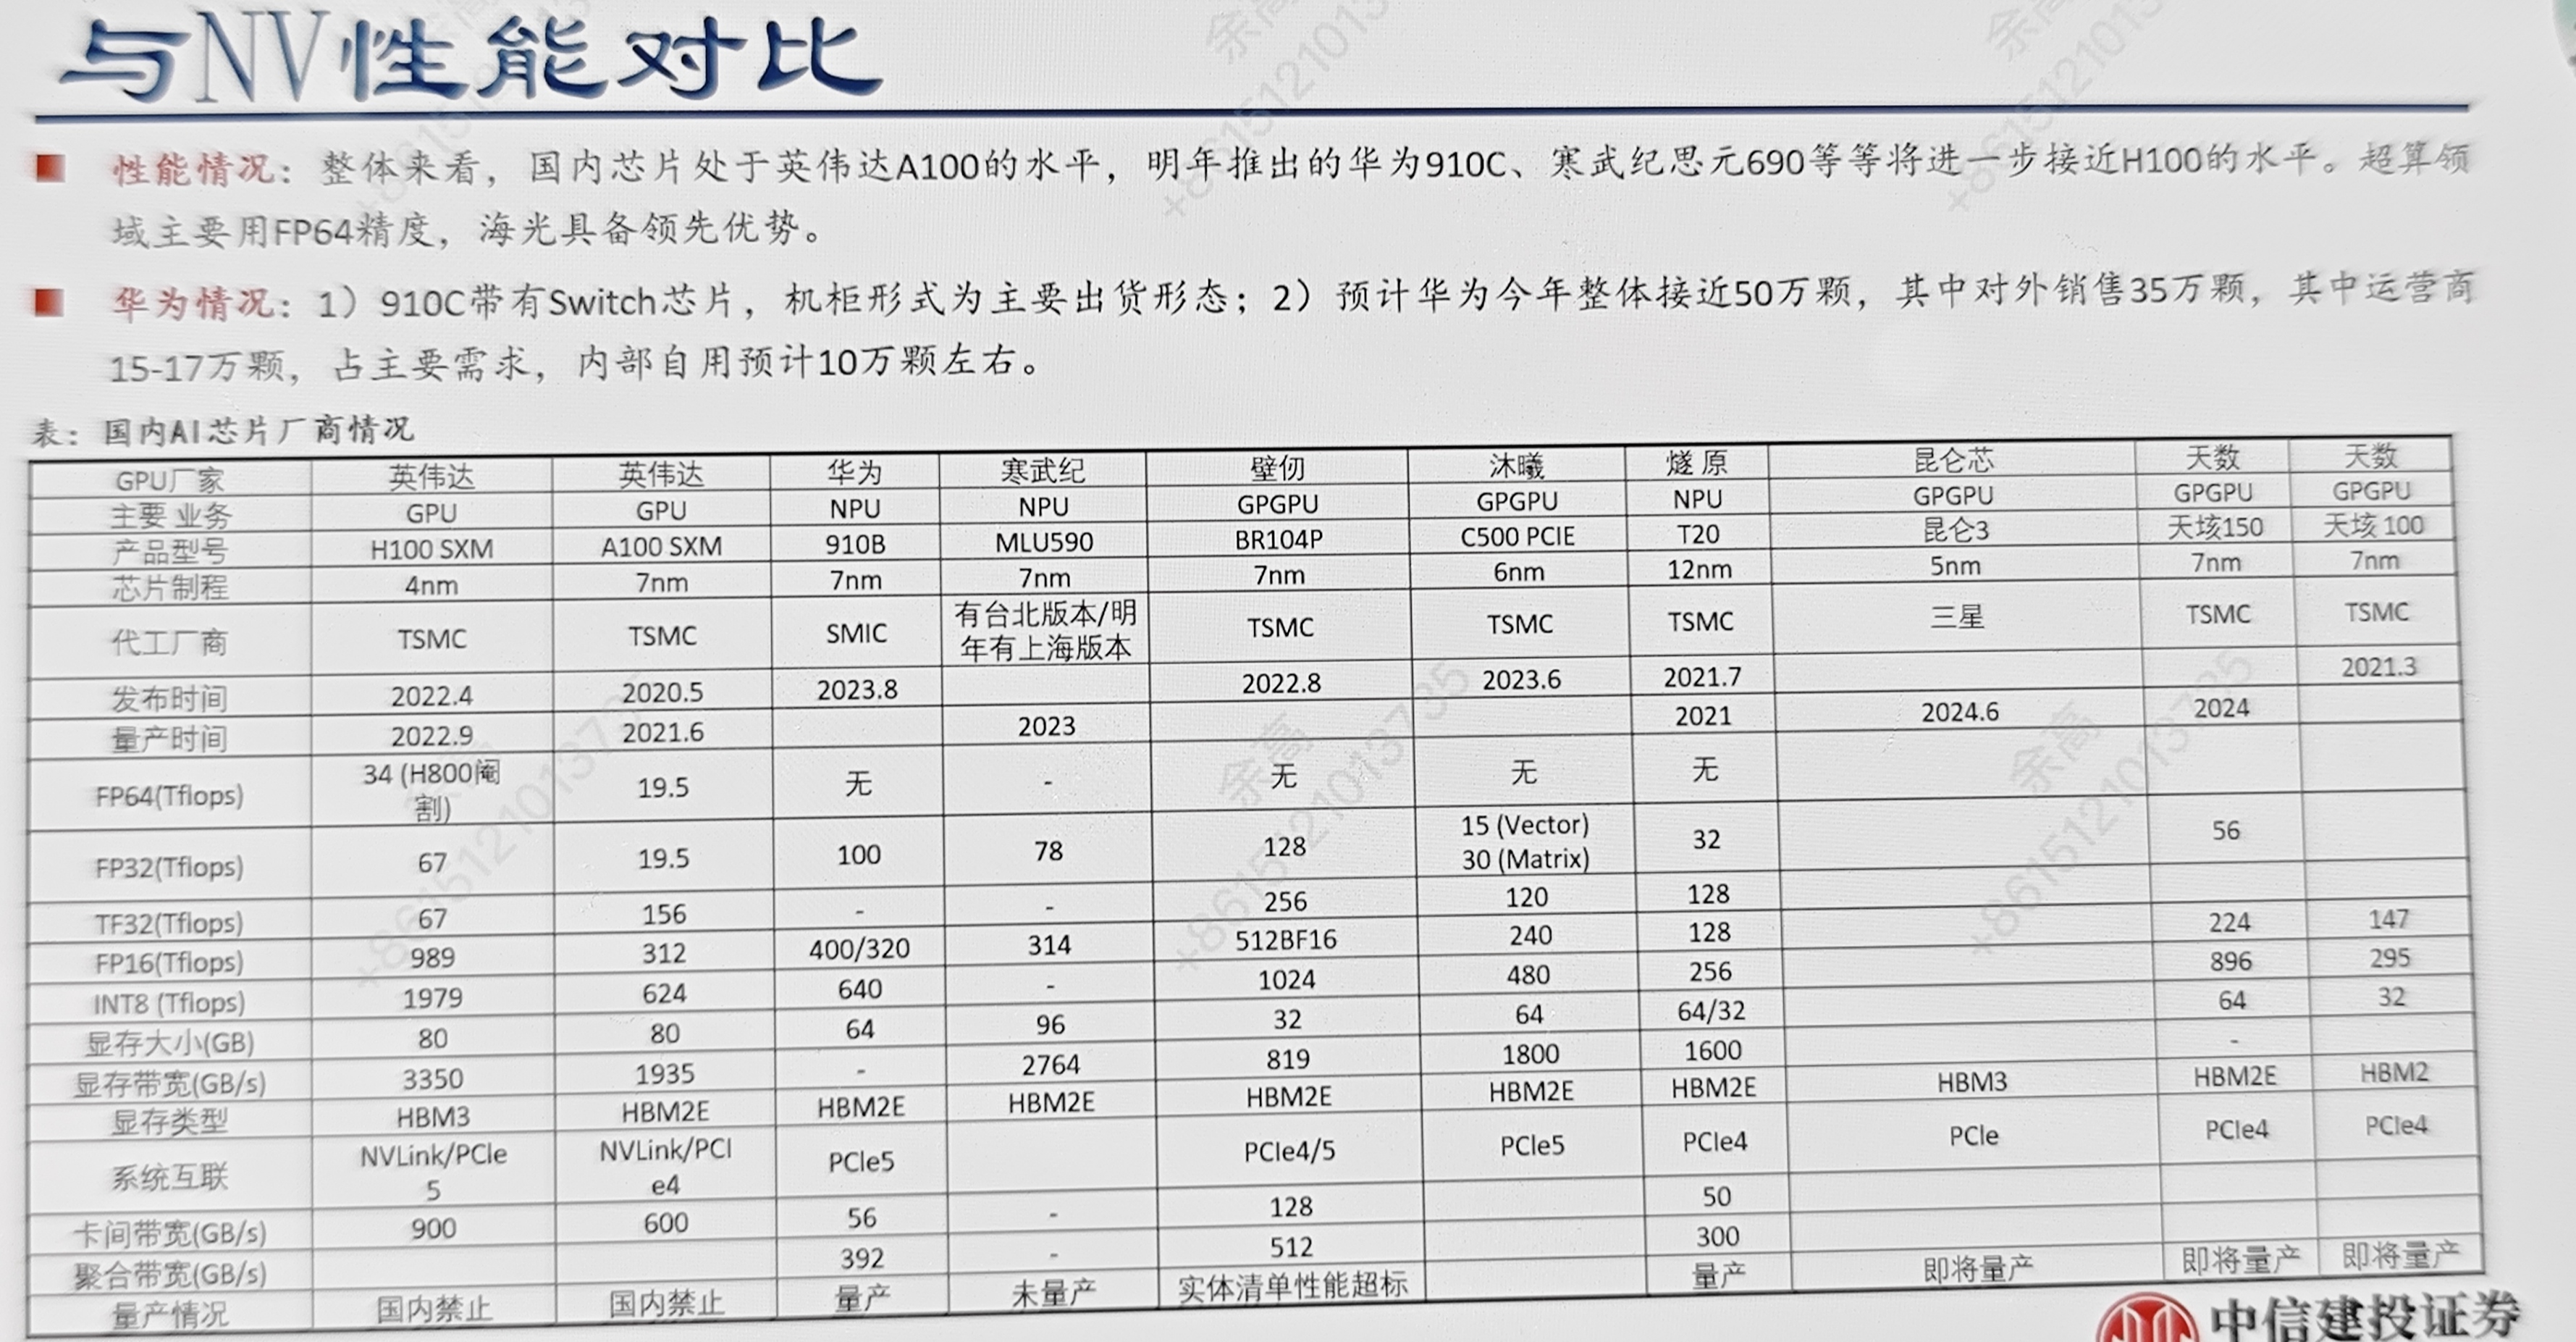 与NV性能对比
性能情况：整体来看，国内芯片处于英伟达A100的水平，明年推出的华为910C、寒武纪思元690等等将进一步接近H100的水平。超算领
域主要用FP64精度，海光具备领先优势。
华为情况：1）910C带有Switch芯片，机柜形式为主要出货形态；2）预计华为今年整体接近50万颗，其中对外销售35万颗，其中运营商
15-17万颗，占主要需求，内部自用预计10万颗左右。
表：国内AI芯片厂商情况
GPU厂家 英伟达 英伟达 华为 寒武纪 壁仞 沐曦 燧原 昆仑芯 天数 天数
主要 业务 GPU GPU NPU NPU GPGPU GPGPU NPU GPGPU GPGPU GPGPU
产品型号 H100 SXM A100 SXM 910B MLU590 BR104P C500 PCIE T20 昆仑3 天垓150 天垓 100
芯片制程 4nm 7nm 7nm 7nm 7nm 6nm 12nm 5nm 7nm 7nm
代工厂商 TSMC TSMC SMIC 有台北版本/明年有上海版本 TSMC TSMC TSMC 三星 TSMC TSMC
发布时间 2022.4 2020.5 2023.8 2022.8 2023.6 2021.7 2021.3
量产时间 2022.9 2021.6 2023 2021 2024.6 2024
FP64(Tflops) 34 (H800阉割) 19.5 无 - 无 无 无
FP32(Tflops) 67 19.5 100 78 128 15 (Vector) 30 (Matrix) 32 56
TF32(Tflops) 67 156 - - 256 120 128
FP16(Tflops) 989 312 400/320 314 512BF16 240 128 224 147
INT8 (Tflops) 1979 624 640 - 1024 480 256 896 295
显存大小(GB) 80 80 64 96 32 64 64/32 64 32
显存带宽(GB/s) 3350 1935 - 2764 819 1800 1600 -
显存类型 HBM3 HBM2E HBM2E HBM2E HBM2E HBM2E HBM2E HBM3 HBM2E HBM2
系统互联 NVLink/PCIe5 NVLink/PCIe4 PCIe5 PCIe4/5 PCIe5 PCIe4 PCIe PCIe4 PCIe4
卡间带宽(GB/s) 900 600 56 - 128 50
聚合带宽(GB/s) 392 - 512 300
量产情况 国内禁止 国内禁止 量产 未量产 实体清单性能超标 量产 即将量产 即将量产 即将量产
中信建投证券